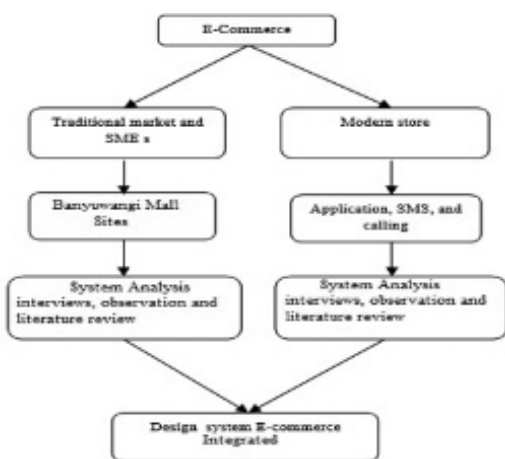 E-Commerce
Traditional market and
SME s
Modern store
Banyuwangi Mall
Sites
Application, SMS, and
calling
System Analysis
interviews, observation and
literature review
System Analysis
interviews, observation and
literature review
Design system E-commerce
Integrated